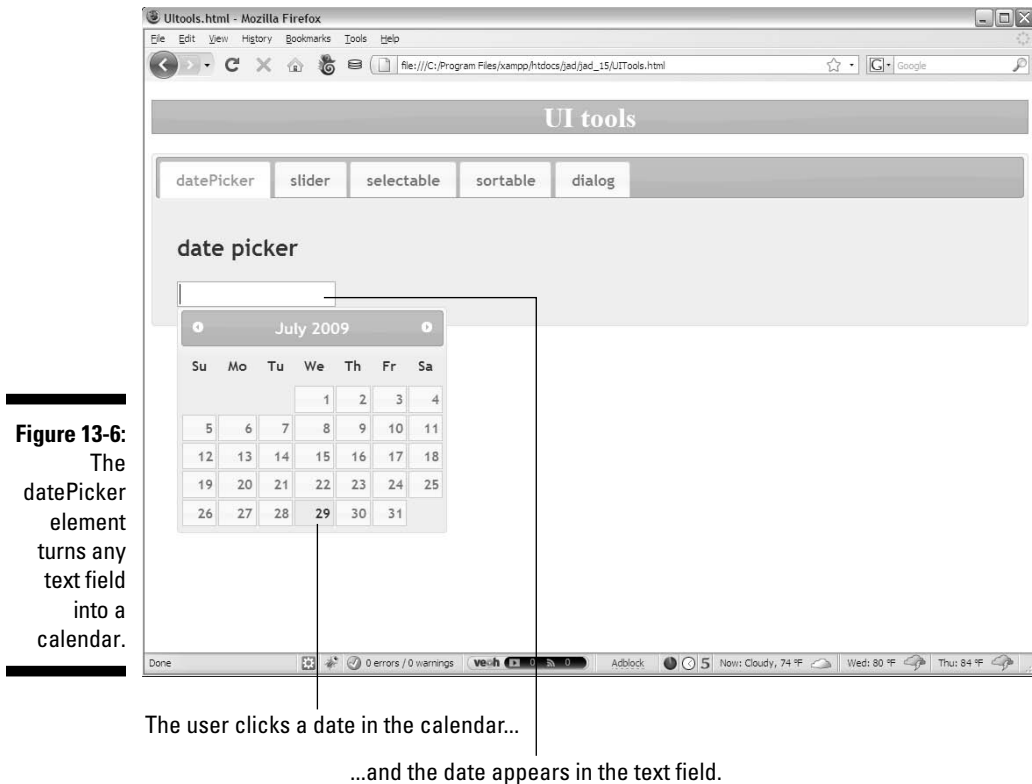 UItools.html - Mozilla Firefox
File Edit View History Bookmarks Tools Help
file:///C:/Program Files/xampp/htdocs/jad/jad_15/UITools.html
G Google
UI tools
datePicker slider selectable sortable dialog
date picker
July 2009
Su Mo Tu We Th Fr Sa
1 2 3 4
5 6 7 8 9 10 11
12 13 14 15 16 17 18
19 20 21 22 23 24 25
26 27 28 29 30 31
Figure 13-6:
The
datePicker
element
turns any
text field
into a
calendar.
Done 0 errors / 0 warnings veoh 0 0 Adblock 5 Now: Cloudy, 74 °F Wed: 80 °F Thu: 84 °F
The user clicks a date in the calendar...
...and the date appears in the text field.